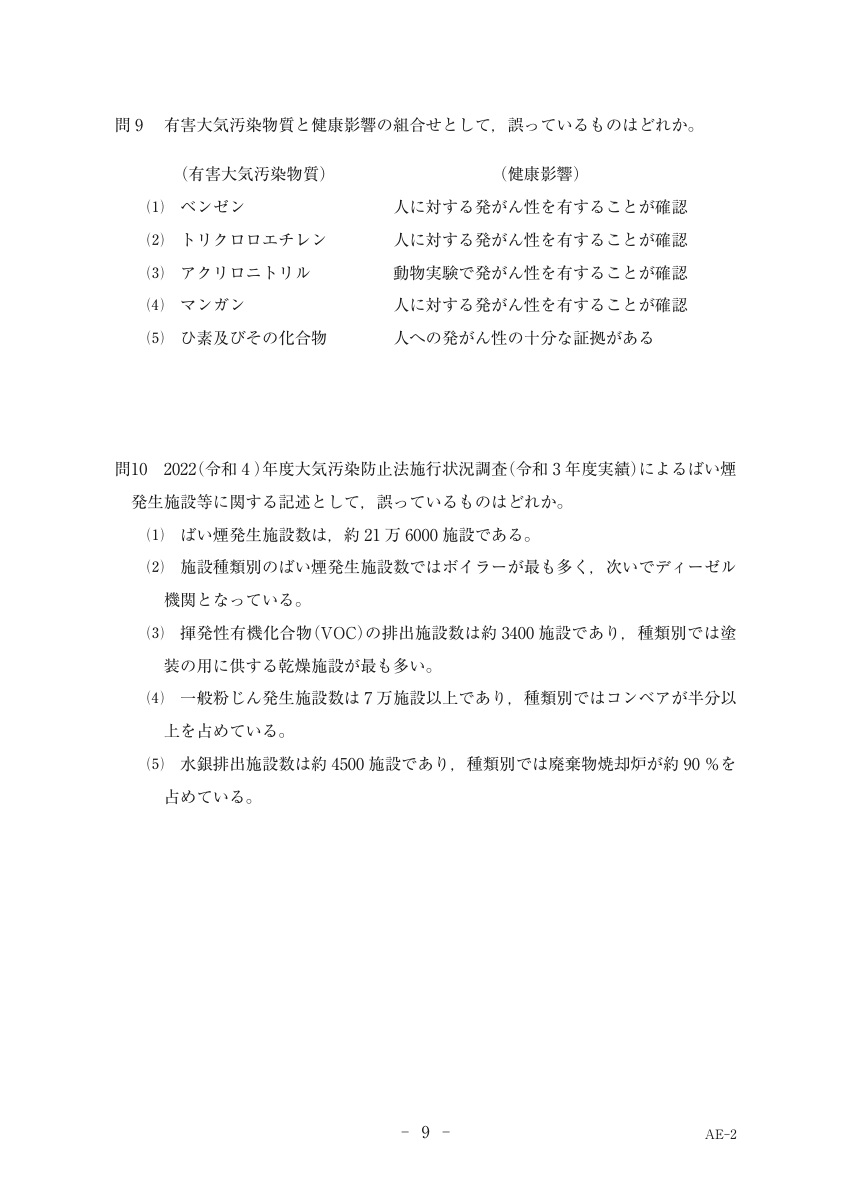 問9　有害大気汚染物質と健康影響の組合せとして，誤っているものはどれか。
（有害大気汚染物質）　（健康影響）
⑴　ベンゼン　人に対する発がん性を有することが確認
⑵　トリクロロエチレン　人に対する発がん性を有することが確認
⑶　アクリロニトリル　動物実験で発がん性を有することが確認
⑷　マンガン　人に対する発がん性を有することが確認
⑸　ひ素及びその化合物　人への発がん性の十分な証拠がある
問10　2022(令和4)年度大気汚染防止法施行状況調査(令和3年度実績)によるばい煙
発生施設等に関する記述として，誤っているものはどれか。
⑴　ばい煙発生施設数は，約21万6000施設である。
⑵　施設種類別のばい煙発生施設数ではボイラーが最も多く，次いでディーゼル
機関となっている。
⑶　揮発性有機化合物(VOC)の排出施設数は約3400施設であり，種類別では塗
装の用に供する乾燥施設が最も多い。
⑷　一般粉じん発生施設数は7万施設以上であり，種類別ではコンベアが半分以
上を占めている。
⑸　水銀排出施設数は約4500施設であり，種類別では廃棄物焼却炉が約90 %を
占めている。
- 9 -
AE-2